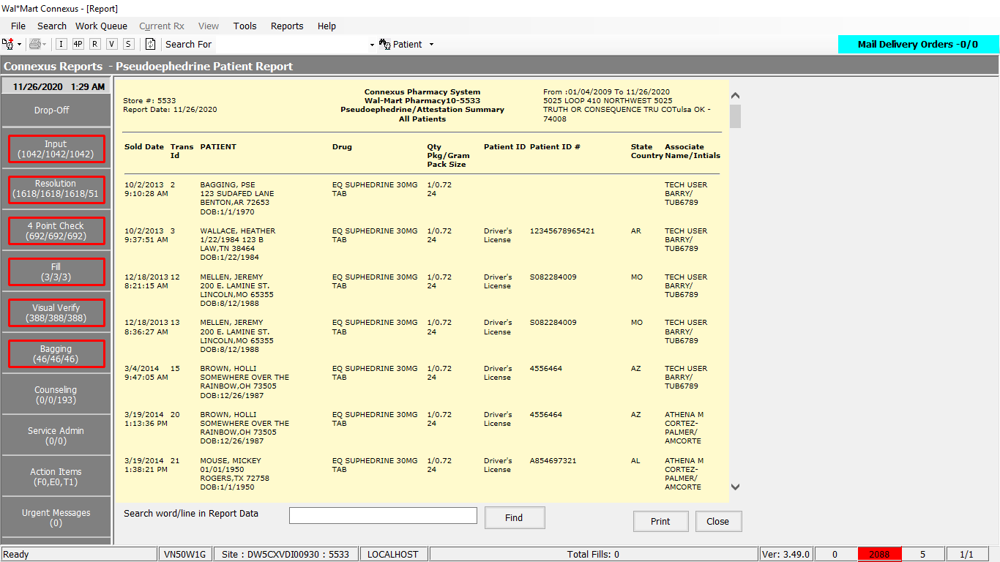 Wal*Mart Connexus - [Report]
File Search Work Queue Current Rx View Tools Reports Help
I 4P R V S Search For Patient Mail Delivery Orders -0/0
Connexus Reports - Pseudoephedrine Patient Report
11/26/2020 1:29 AM
Drop-Off
Input
(1042/1042/1042)
Resolution
(1618/1618/1618/51
4 Point Check
(692/692/692)
Fill
(3/3/3)
Visual Verify
(388/388/388)
Bagging
(46/46/46)
Counseling
(0/0/193)
Service Admin
(0/0)
Action Items
(F0,E0,T1)
Urgent Messages
(0)
Store #: 5533
Report Date: 11/26/2020
Connexus Pharmacy System
Wal-Mart Pharmacy10-5533
Pseudoephedrine/Attestation Summary
All Patients
From :01/04/2009 To 11/26/2020
5025 LOOP 410 NORTHWEST 5025
TRUTH OR CONSEQUENCE TRU COTulsa OK -
74008
Sold Date Trans PATIENT Drug Qty Patient ID Patient ID # State Associate
Id Pkg/Gram Country Name/Intials
Pack Size
10/2/2013 2 BAGGING, PSE EQ SUPHEDRINE 30MG 1/0.72 TECH USER
9:10:28 AM 123 SUDAFED LANE TAB 24 BARRY/
BENTON,AR 72653 TUB6789
DOB:1/1/1970
10/2/2013 3 WALLACE, HEATHER EQ SUPHEDRINE 30MG 1/0.72 Driver's 12345678965421 AR TECH USER
9:37:51 AM 1/22/1984 123 B TAB 24 License BARRY/
LAW,TN 38464 TUB6789
DOB:1/22/1984
12/18/2013 12 MELLEN, JEREMY EQ SUPHEDRINE 30MG 1/0.72 Driver's S082284009 MO TECH USER
8:21:15 AM 200 E. LAMINE ST. TAB 24 License BARRY/
LINCOLN,MO 65355 TUB6789
DOB:8/12/1988
12/18/2013 13 MELLEN, JEREMY EQ SUPHEDRINE 30MG 1/0.72 Driver's S082284009 MO TECH USER
8:36:27 AM 200 E. LAMINE ST. TAB 24 License BARRY/
LINCOLN,MO 65355 TUB6789
DOB:8/12/1988
3/4/2014 15 BROWN, HOLLI EQ SUPHEDRINE 30MG 1/0.72 Driver's 4556464 AZ TECH USER
9:47:05 AM SOMEWHERE OVER THE TAB 24 License BARRY/
RAINBOW,OH 73505 TUB6789
DOB:12/26/1987
3/19/2014 20 BROWN, HOLLI EQ SUPHEDRINE 30MG 1/0.72 Driver's 4556464 AZ ATHENA M
1:13:36 PM SOMEWHERE OVER THE TAB 24 License CORTEZ-
RAINBOW,OH 73505 PALMER/
DOB:12/26/1987 AMCORTE
3/19/2014 21 MOUSE, MICKEY EQ SUPHEDRINE 30MG 1/0.72 Driver's A854697321 AL ATHENA M
1:38:21 PM 01/01/1950 TAB 24 License CORTEZ-
ROGERS,TX 72758 PALMER/
DOB:1/1/1950 AMCORTE
Search word/line in Report Data Find Print Close
Ready VN50W1G Site : DW5CXVDI00930 : 5533 LOCALHOST Total Fills: 0 Ver: 3.49.0 0 2088 5 1/1